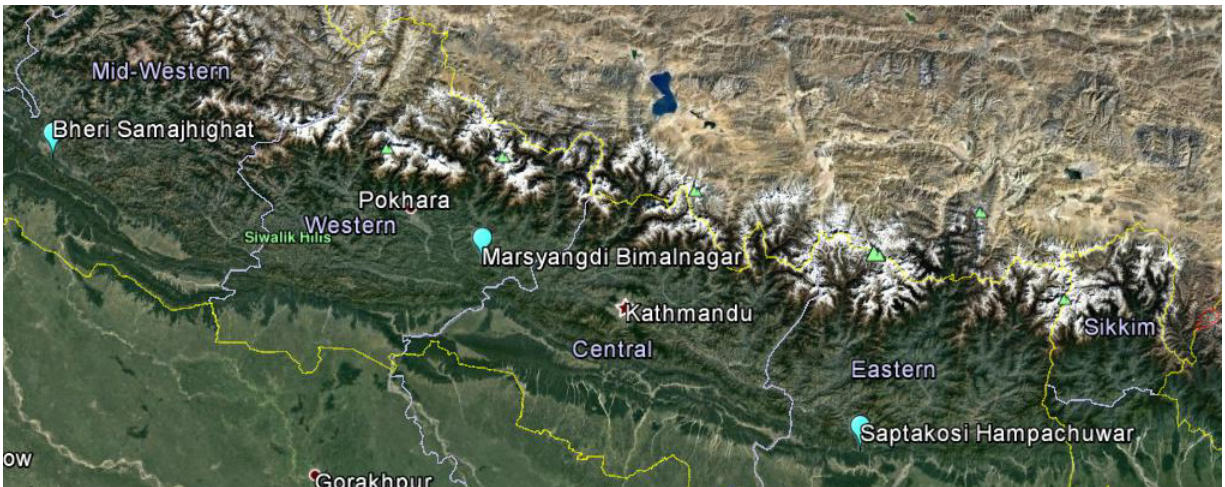 Mid-Western
Bheri Samajhighat
Pokhara
Western
Siwalik Hills
Marsyangdi Bimalnagar
Kathmandu
Central
Sikkim
Eastern
Saptakosi Hampachuwar
ow
Gorakhpur